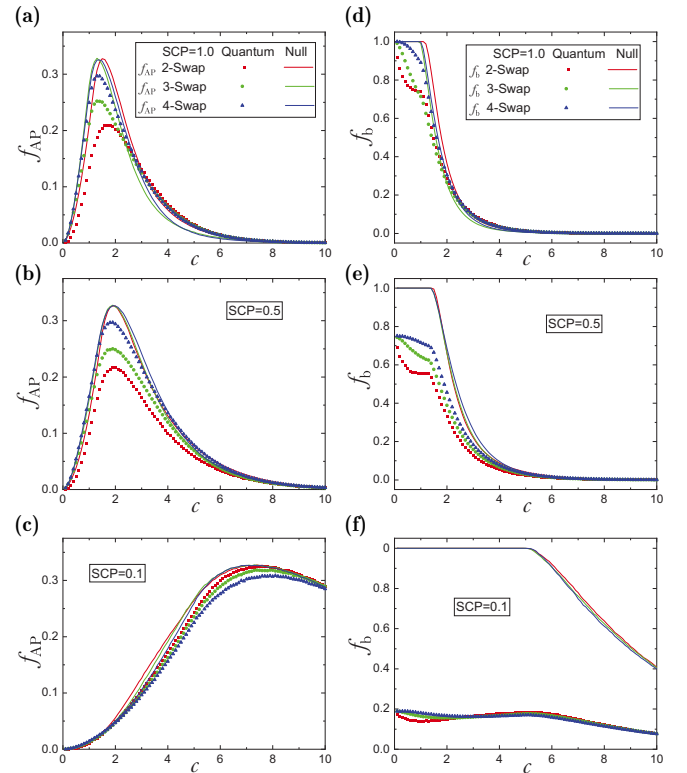 (a)
SCP=1.0 Quantum Null
f_AP 2-Swap
f_AP 3-Swap
f_AP 4-Swap
0.3
0.2
0.1
0.0
f_AP
0 2 4 6 8 10
c
(d)
SCP=1.0 Quantum Null
f_b 2-Swap
f_b 3-Swap
f_b 4-Swap
1.0
0.8
0.6
0.4
0.2
0.0
f_b
0 2 4 6 8 10
c
(b)
SCP=0.5
0.3
0.2
0.1
0.0
f_AP
0 2 4 6 8 10
c
(e)
SCP=0.5
1.0
0.8
0.6
0.4
0.2
0.0
f_b
0 2 4 6 8 10
c
(c)
SCP=0.1
0.3
0.2
0.1
0.0
f_AP
0 2 4 6 8 10
c
(f)
SCP=0.1
0
0.8
0.6
0.4
0.2
0.0
f_b
0 2 4 6 8 10
c